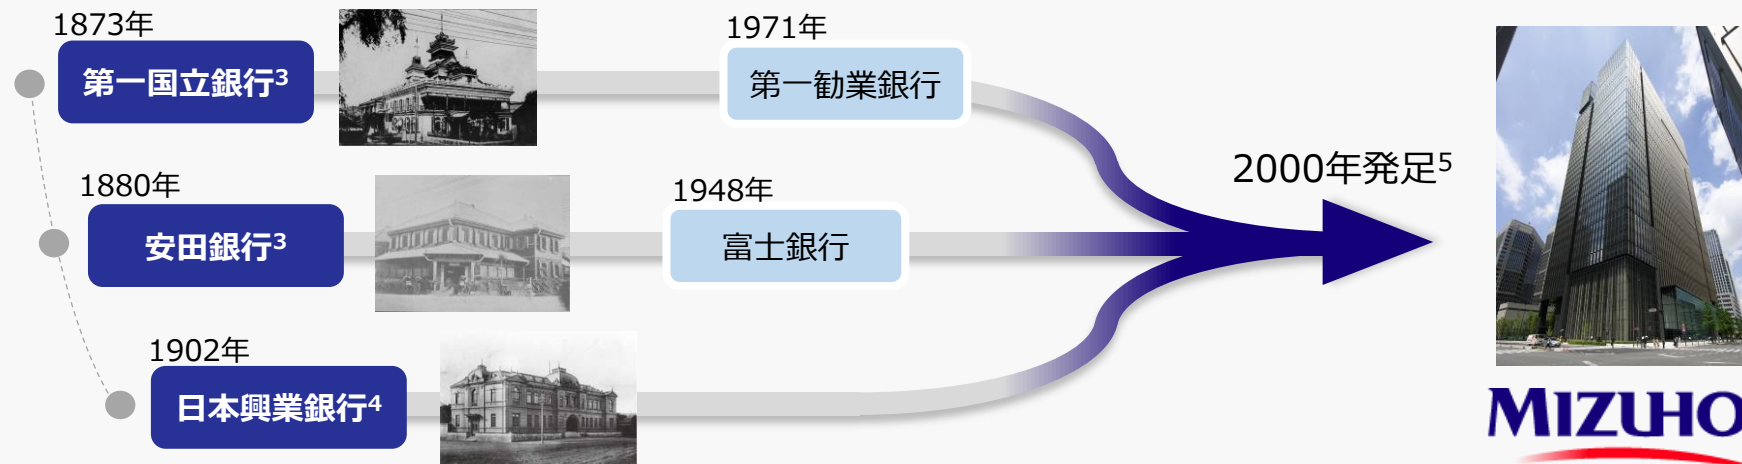 1873年
第一国立銀行3
1971年
第一勧業銀行
1880年
安田銀行3
1948年
富士銀行
1902年
日本興業銀行4
2000年発足5
MIZUHO